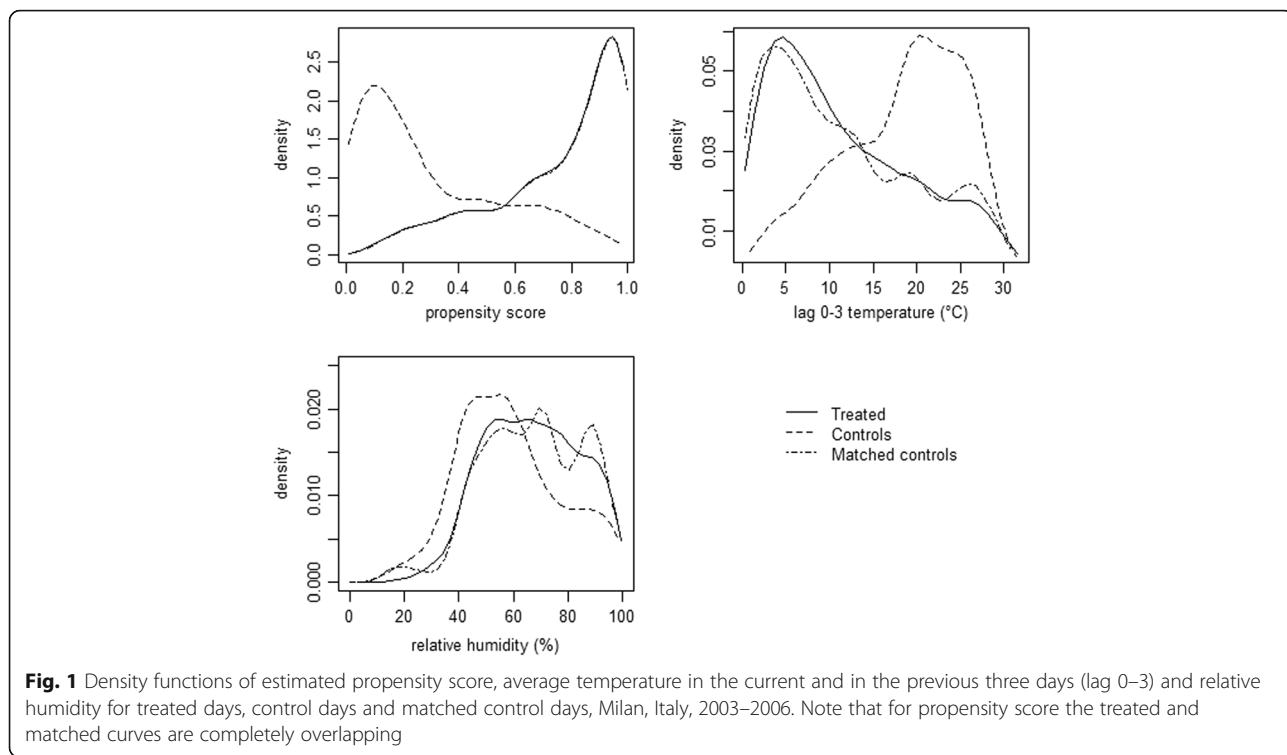 density
0.0 0.5 1.0 1.5 2.0 2.5
0.0 0.2 0.4 0.6 0.8 1.0
propensity score
density
0.01 0.03 0.05
0 5 10 15 20 25 30
lag 0-3 temperature (°C)
density
0.000 0.010 0.020
0 20 40 60 80 100
relative humidity (%)
Treated
Controls
Matched controls
Fig. 1 Density functions of estimated propensity score, average temperature in the current and in the previous three days (lag 0–3) and relative
humidity for treated days, control days and matched control days, Milan, Italy, 2003–2006. Note that for propensity score the treated and
matched curves are completely overlapping